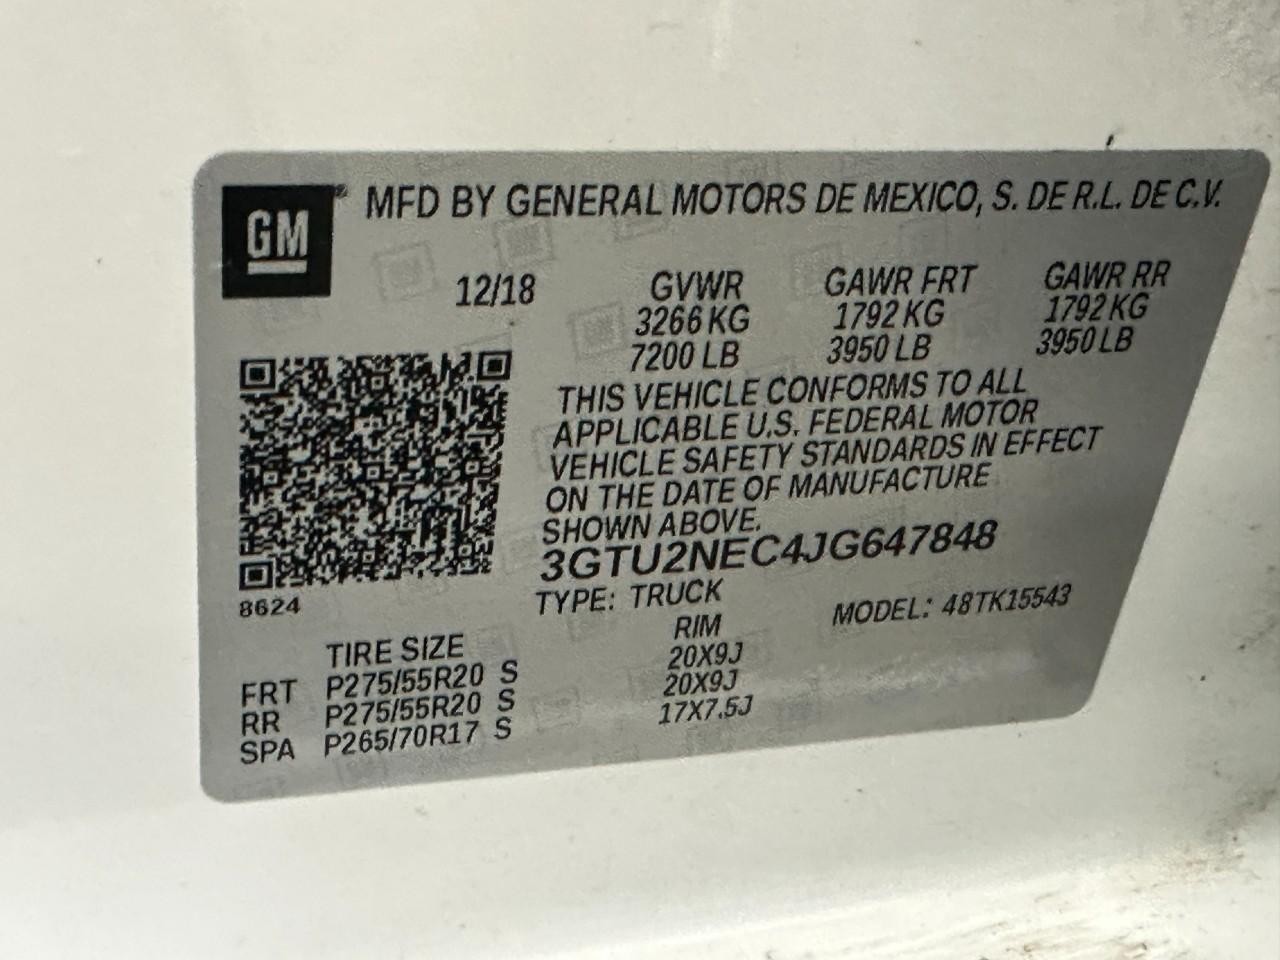 GM
MFD BY GENERAL MOTORS DE MEXICO, S. DE R.L. DE C.V.
12/18 GVWR GAWR FRT GAWR RR
3266 KG 1792 KG 1792 KG
7200 LB 3950 LB 3950 LB
THIS VEHICLE CONFORMS TO ALL
APPLICABLE U.S. FEDERAL MOTOR
VEHICLE SAFETY STANDARDS IN EFFECT
ON THE DATE OF MANUFACTURE
SHOWN ABOVE.
3GTU2NEC4JG647848
8624
TYPE: TRUCK MODEL: 48TK15543
TIRE SIZE RIM
FRT P275/55R20 S 20X9J
RR P275/55R20 S 20X9J
SPA P265/70R17 S 17X7.5J